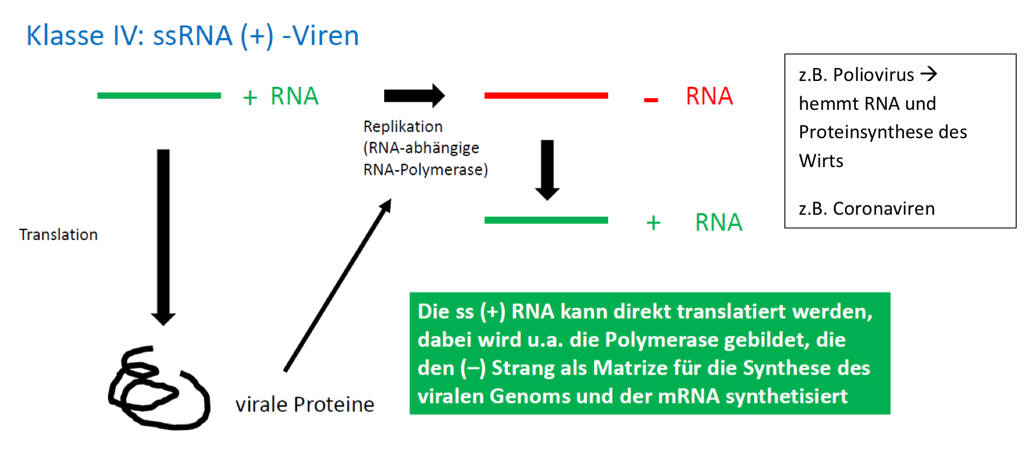 Klasse IV: ssRNA (+) -Viren
+ RNA
Replikation
(RNA-abhängige
RNA-Polymerase)
- RNA
z.B. Poliovirus →
hemmt RNA und
Proteinsynthese des
Wirts
z.B. Coronaviren
+ RNA
Translation
virale Proteine
Die ss (+) RNA kann direkt translatiert werden,
dabei wird u.a. die Polymerase gebildet, die
den (–) Strang als Matrize für die Synthese des
viralen Genoms und der mRNA synthetisiert